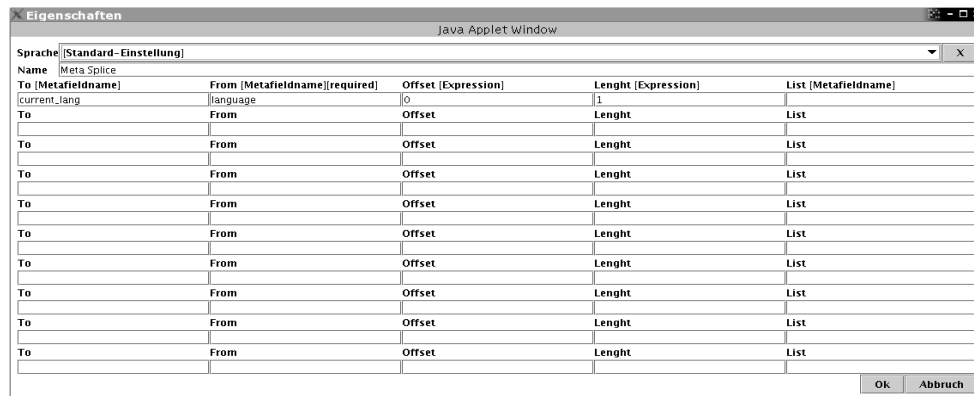 X Eigenschaften
Java Applet Window
Sprache [Standard-Einstellung] X
Name Meta Splice
To [Metafieldname] From [Metafieldname][required] Offset [Expression] Lenght [Expression] List [Metafieldname]
current_lang language 0 1
To From Offset Lenght List
To From Offset Lenght List
To From Offset Lenght List
To From Offset Lenght List
To From Offset Lenght List
To From Offset Lenght List
To From Offset Lenght List
To From Offset Lenght List
To From Offset Lenght List
Ok Abbruch